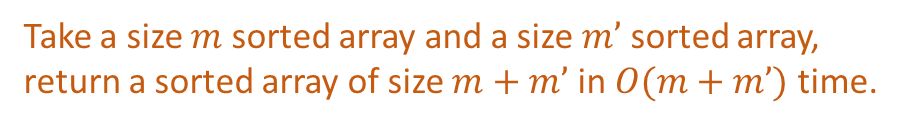 Take a size m sorted array and a size m’ sorted array,
return a sorted array of size m + m’ in O(m + m’) time.